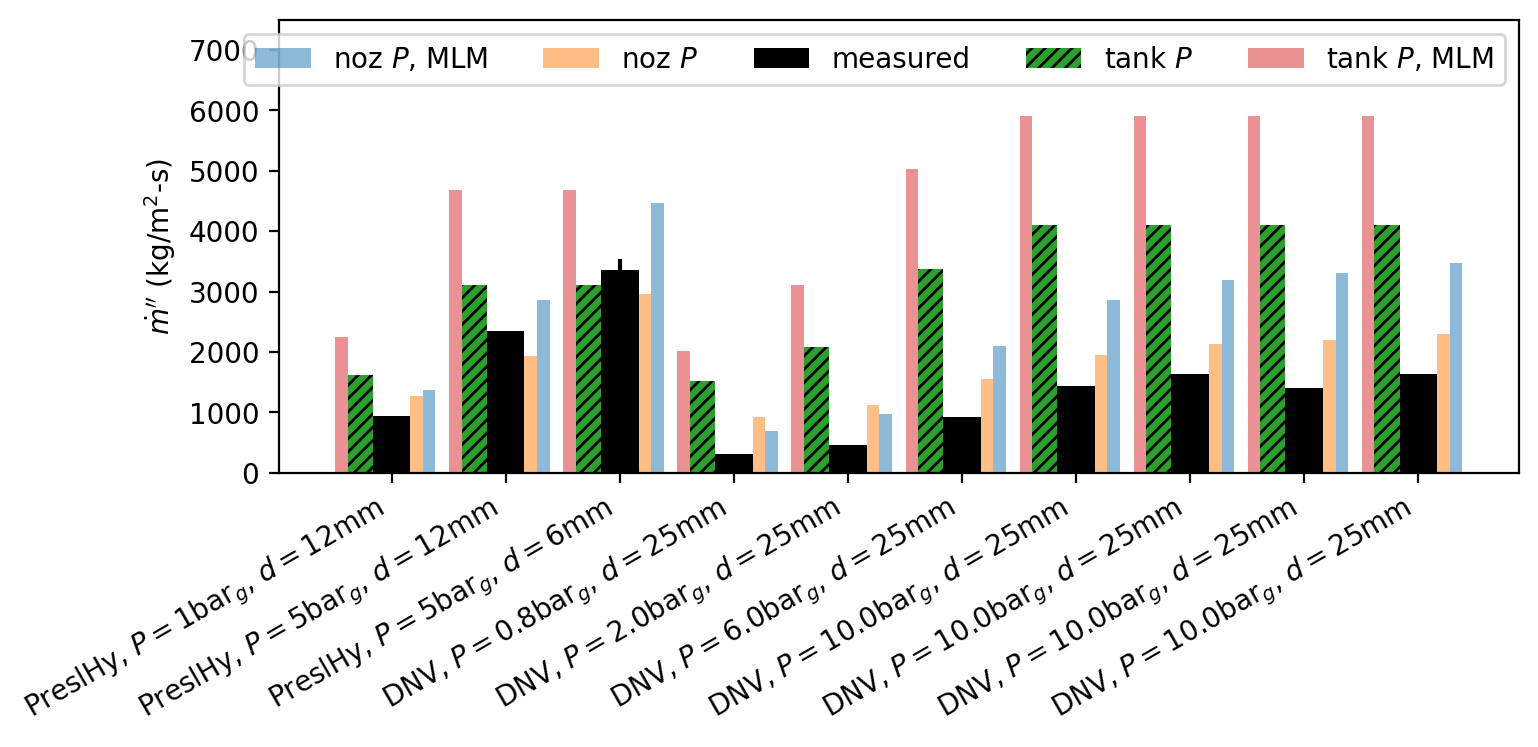 noz P, MLM
noz P
measured
tank P
tank P, MLM
7000
6000
5000
4000
3000
2000
1000
0
ṁ″ (kg/m²-s)
PreslHy, P = 1bar_g, d = 12mm
PreslHy, P = 5bar_g, d = 12mm
PreslHy, P = 5bar_g, d = 6mm
DNV, P = 0.8bar_g, d = 25mm
DNV, P = 2.0bar_g, d = 25mm
DNV, P = 6.0bar_g, d = 25mm
DNV, P = 10.0bar_g, d = 25mm
DNV, P = 10.0bar_g, d = 25mm
DNV, P = 10.0bar_g, d = 25mm
DNV, P = 10.0bar_g, d = 25mm